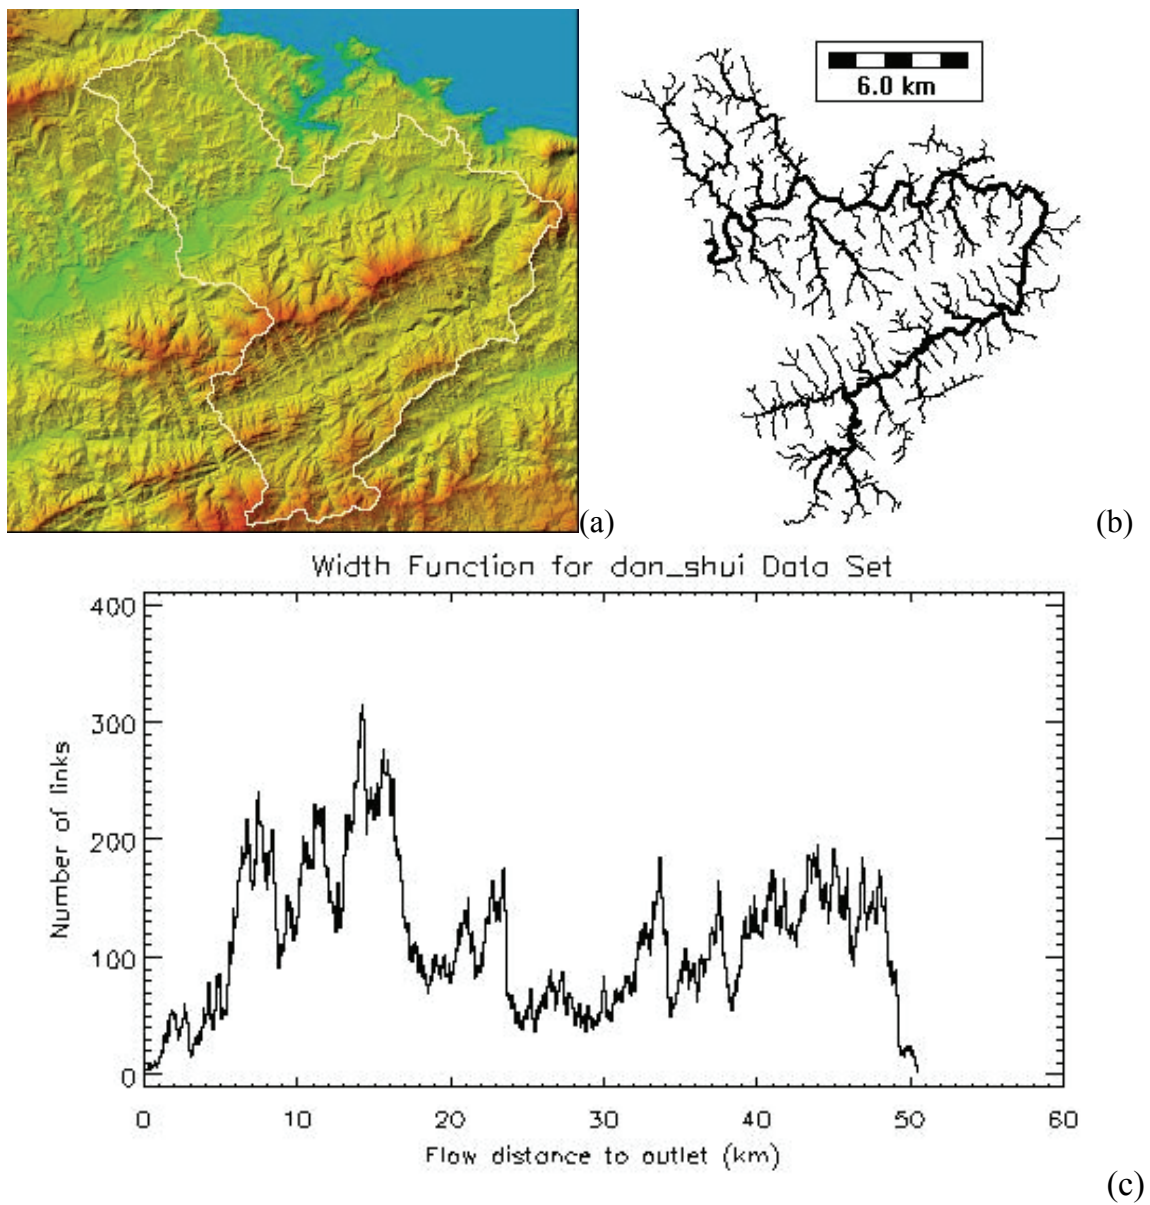 6.0 km
(a)
(b)
Width Function for dan_shui Data Set
400
300
200
100
0
Number of links
0 10 20 30 40 50 60
Flow distance to outlet (km)
(c)